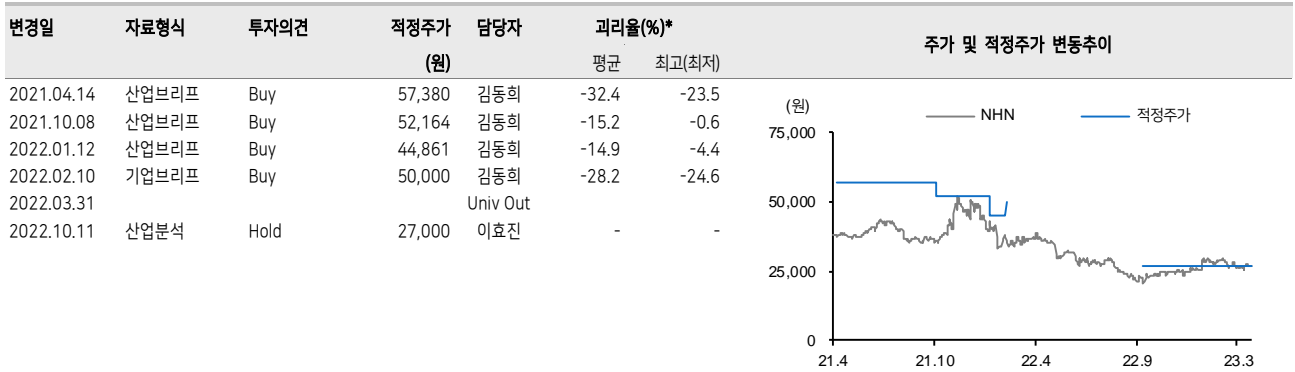 변경일 자료형식 투자의견 적정주가 담당자 괴리율(%)* 주가 및 적정주가 변동추이
(원) 평균 최고(최저)
2021.04.14 산업브리프 Buy 57,380 김동희 -32.4 -23.5
2021.10.08 산업브리프 Buy 52,164 김동희 -15.2 -0.6
2022.01.12 산업브리프 Buy 44,861 김동희 -14.9 -4.4
2022.02.10 기업브리프 Buy 50,000 김동희 -28.2 -24.6
2022.03.31 Univ Out
2022.10.11 산업분석 Hold 27,000 이효진 - -
(원)
NHN 적정주가
75,000
50,000
25,000
0
21.4 21.10 22.4 22.9 23.3